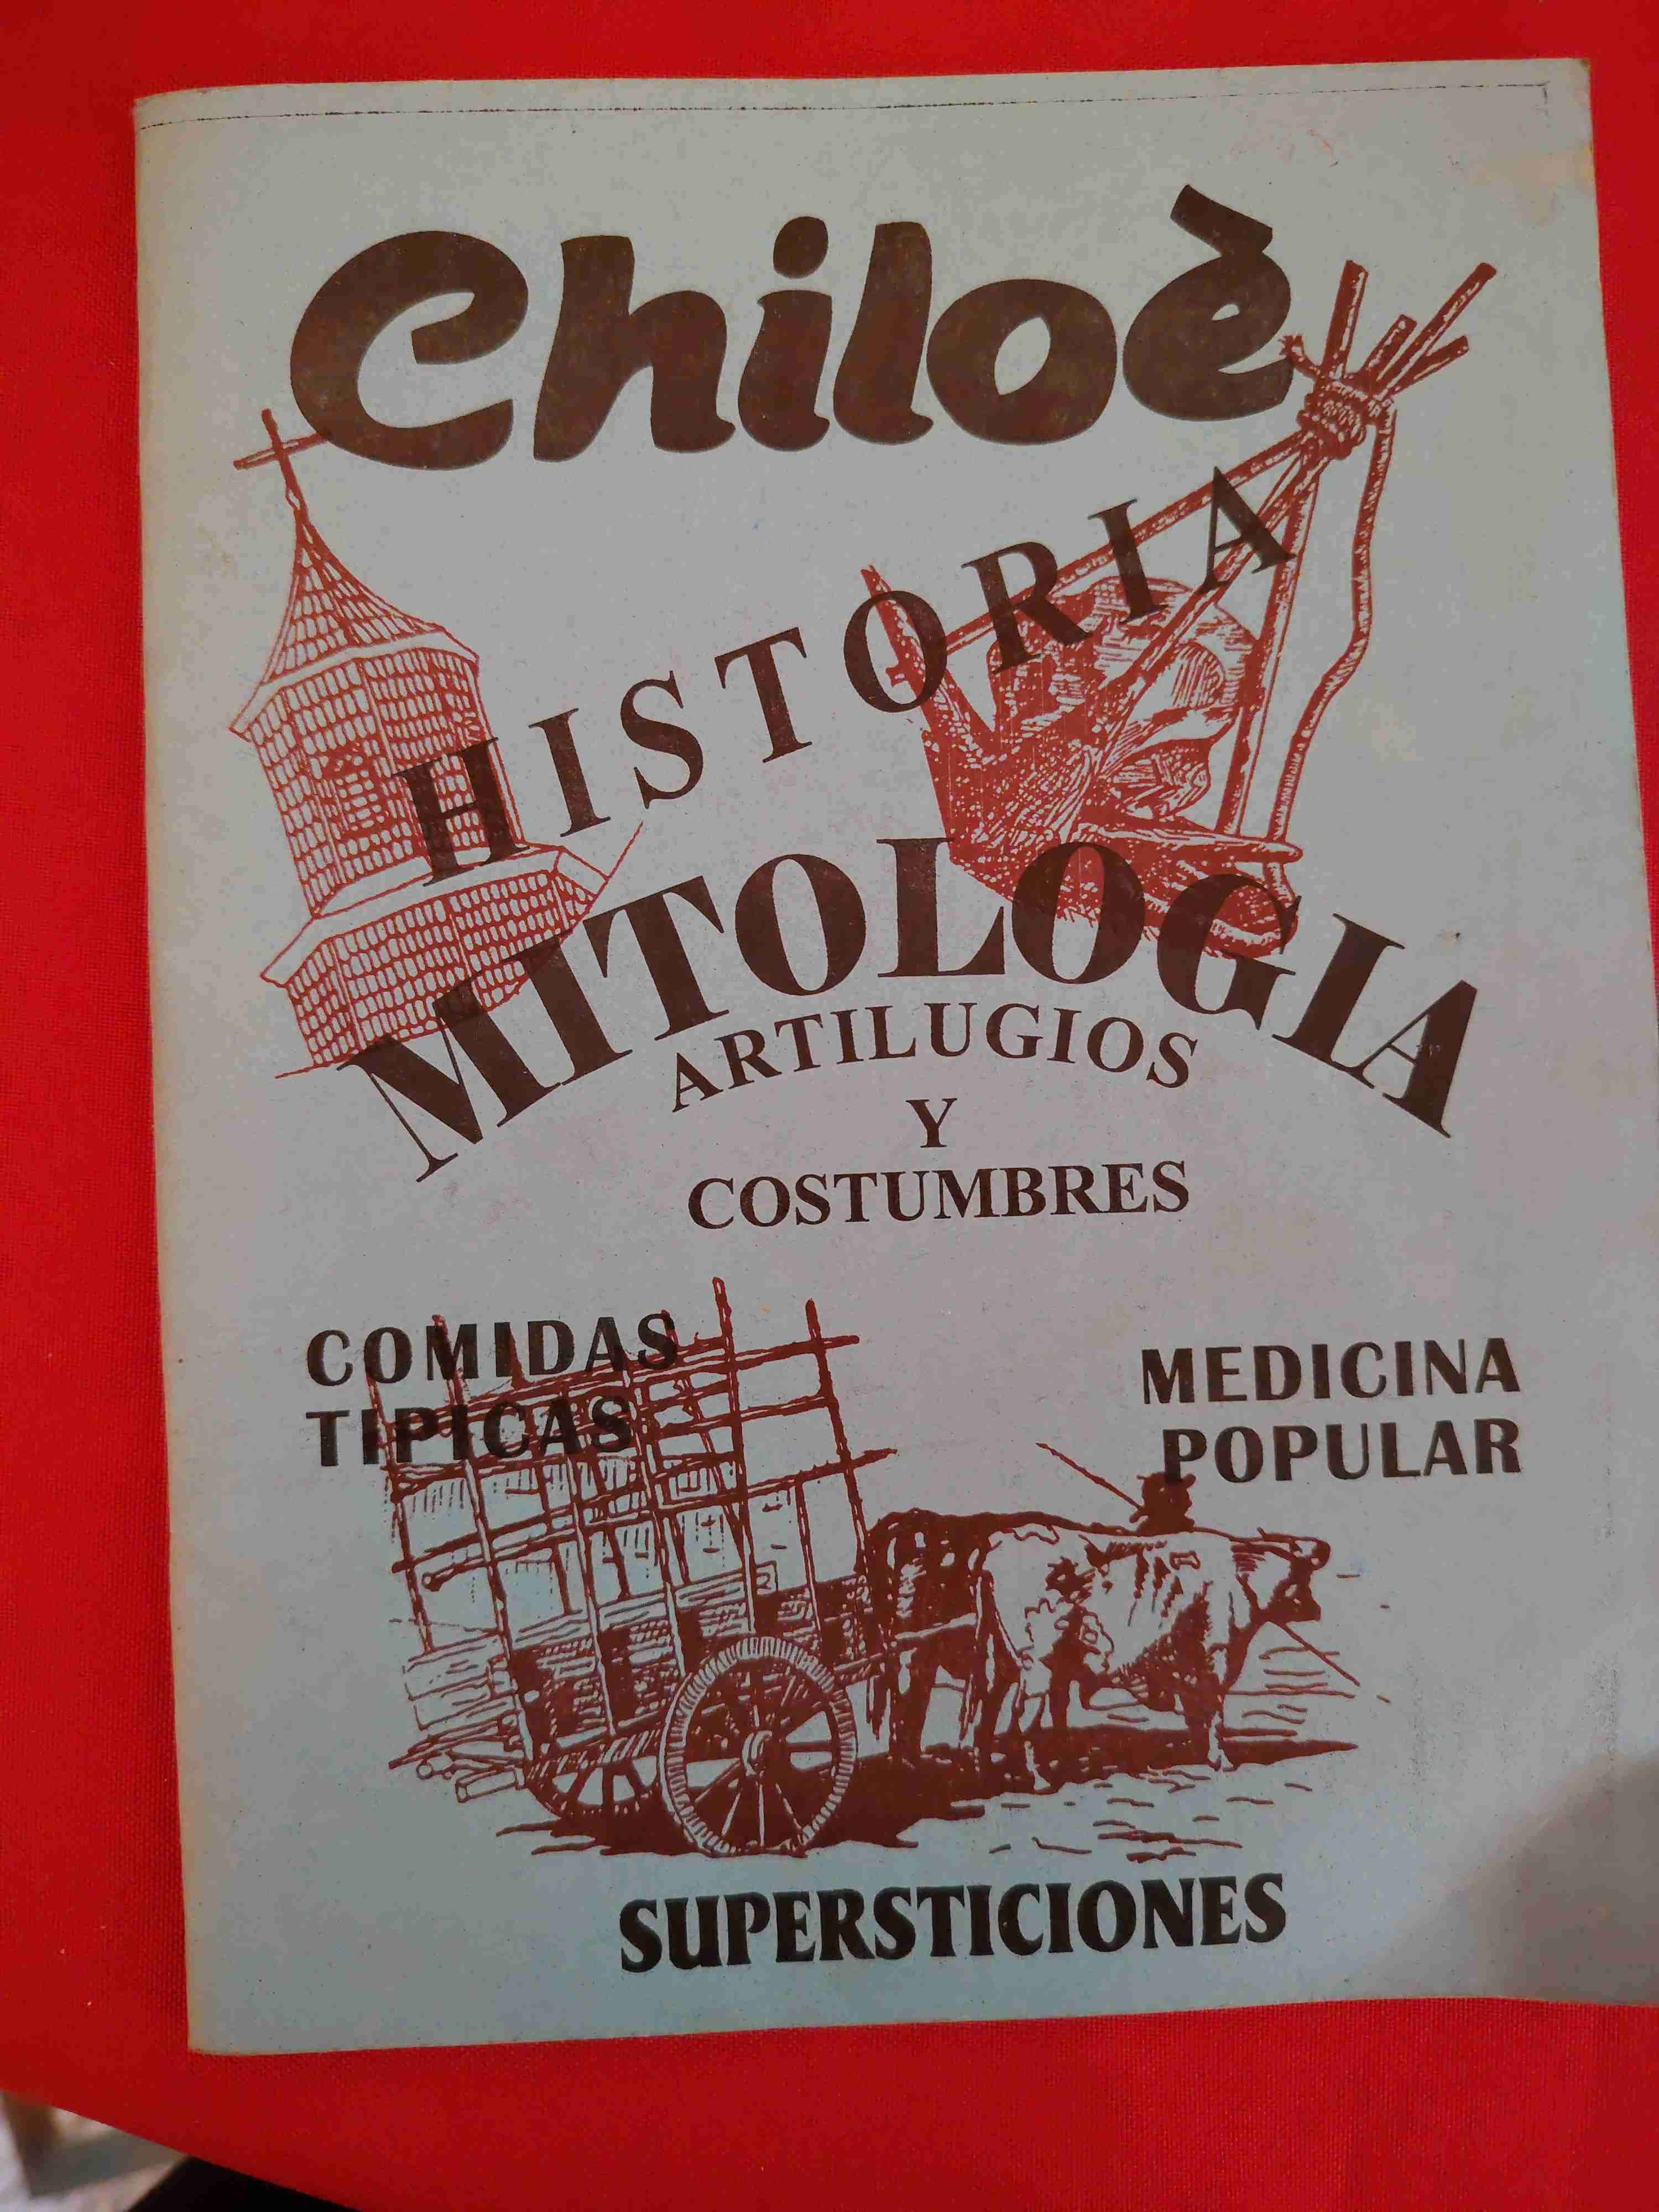 Chiloè
HISTORIA
MITOLOGIA
ARTILUGIOS
Y
COSTUMBRES
COMIDAS
TIPICAS
MEDICINA
POPULAR
SUPERSTICIONES